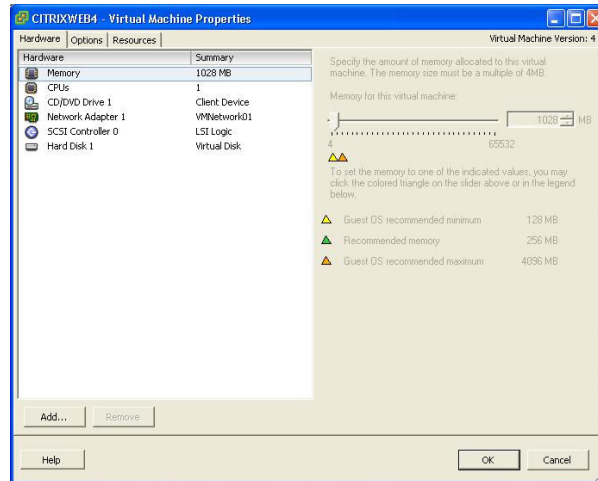 CITRIXWEB4 - Virtual Machine Properties
Hardware Options Resources Virtual Machine Version: 4
Hardware Summary
Memory 1028 MB
CPUs 1
CD/DVD Drive 1 Client Device
Network Adapter 1 VMNetwork01
SCSI Controller 0 LSI Logic
Hard Disk 1 Virtual Disk
Specify the amount of memory allocated to this virtual
machine. The memory size must be a multiple of 4MB.
Memory for this virtual machine:
1028 MB
4 65532
To set the memory to one of the indicated values, you may
click the colored triangle on the slider above or in the legend
below.
Guest OS recommended minimum 128 MB
Recommended memory 256 MB
Guest OS recommended maximum 4096 MB
Add... Remove
Help OK Cancel